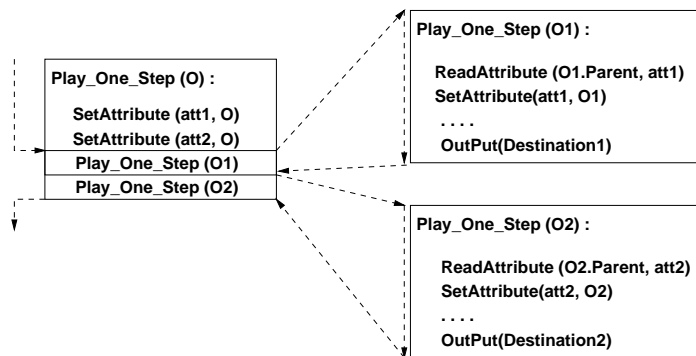 Play_One_Step (O) :
SetAttribute (att1, O)
SetAttribute (att2, O)
Play_One_Step (O1)
Play_One_Step (O2)
Play_One_Step (O1) :
ReadAttribute (O1.Parent, att1)
SetAttribute(att1, O1)
. . . .
OutPut(Destination1)
Play_One_Step (O2) :
ReadAttribute (O2.Parent, att2)
SetAttribute(att2, O2)
. . . .
OutPut(Destination2)